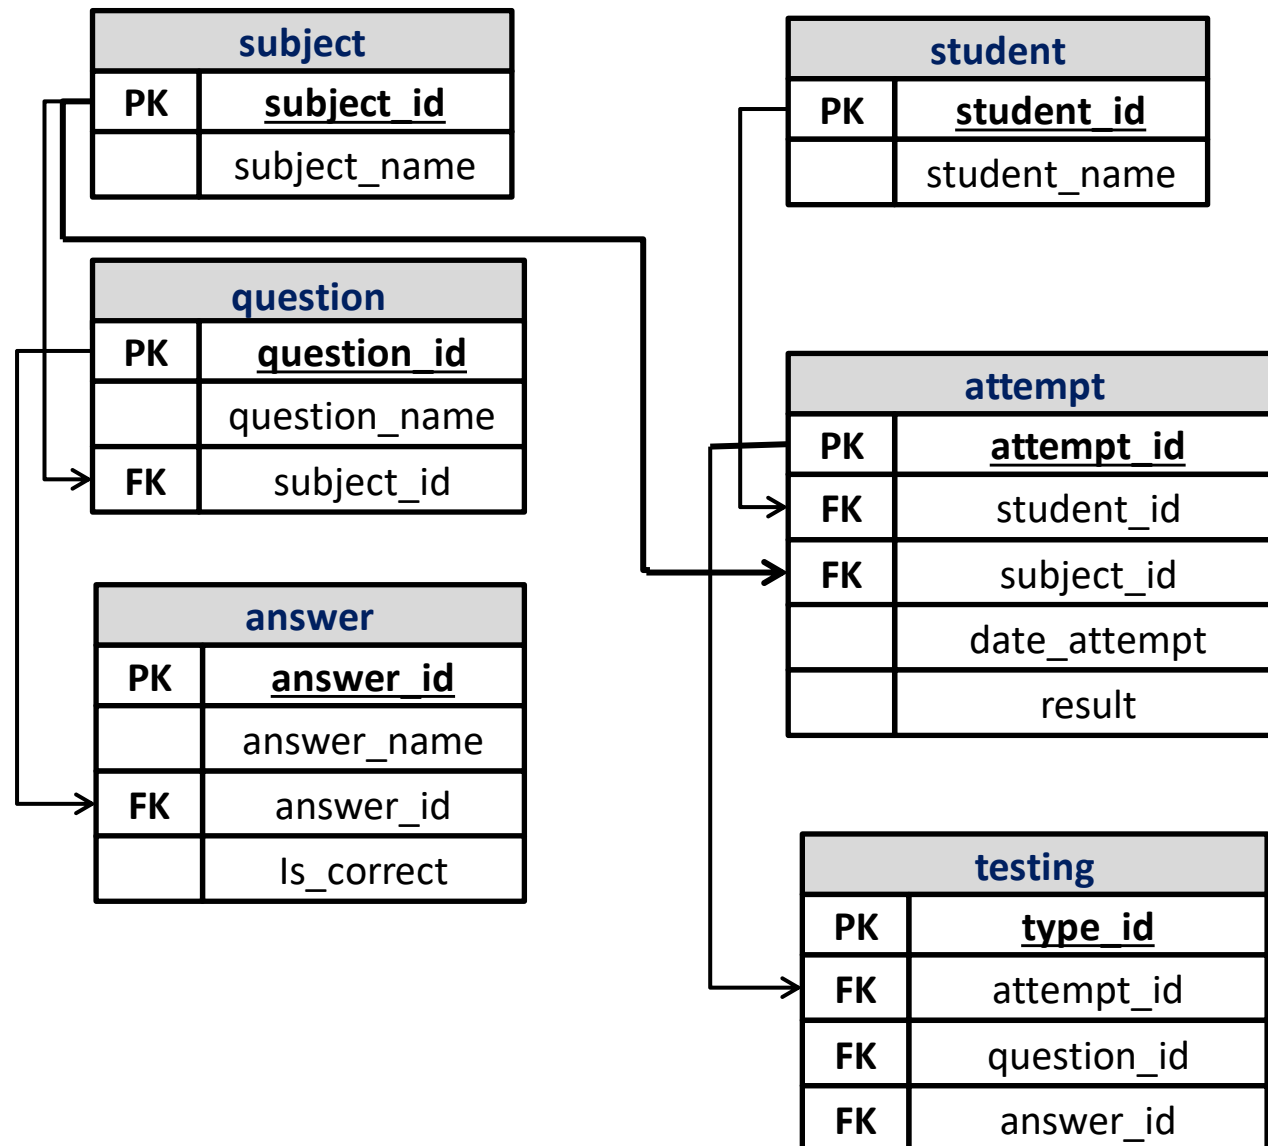 subject
PK subject_id
subject_name
question
PK question_id
question_name
FK subject_id
answer
PK answer_id
answer_name
FK answer_id
Is_correct
student
PK student_id
student_name
attempt
PK attempt_id
FK student_id
FK subject_id
date_attempt
result
testing
PK type_id
FK attempt_id
FK question_id
FK answer_id